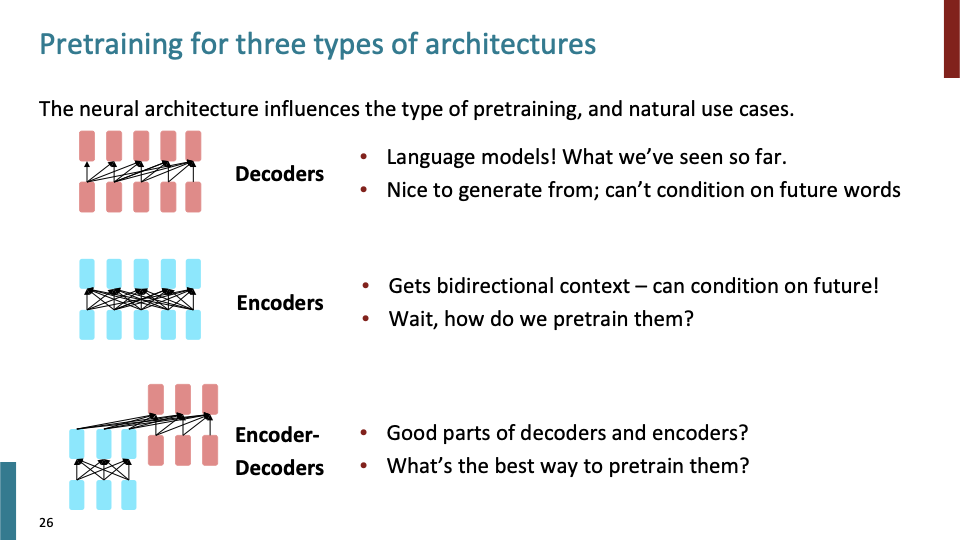 Pretraining for three types of architectures
The neural architecture influences the type of pretraining, and natural use cases.
Decoders
• Language models! What we’ve seen so far.
• Nice to generate from; can’t condition on future words
Encoders
• Gets bidirectional context – can condition on future!
• Wait, how do we pretrain them?
Encoder-
Decoders
• Good parts of decoders and encoders?
• What’s the best way to pretrain them?
26